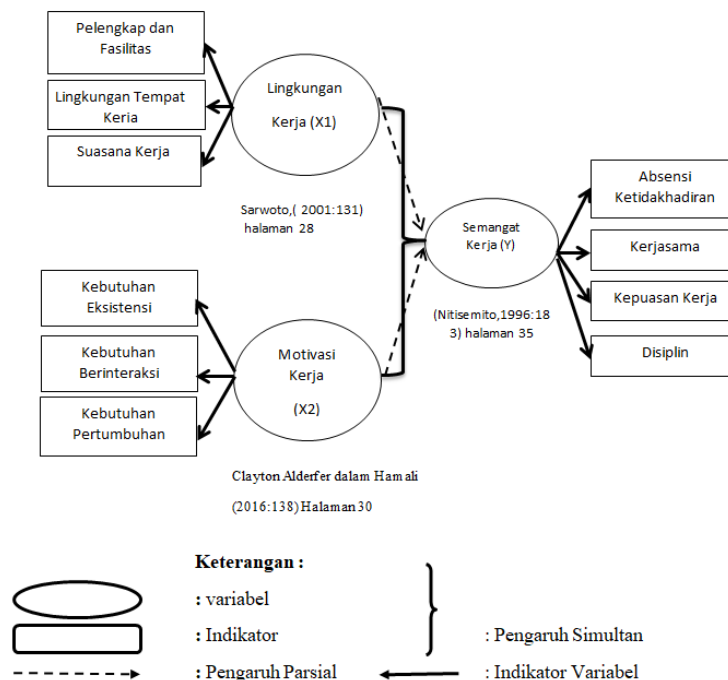 Pelengkap dan
Fasilitas
Lingkungan Tempat
Keria
Suasana Kerja
Lingkungan
Kerja (X1)
Sarwoto,( 2001:131)
halaman 28
Kebutuhan
Eksistensi
Kebutuhan
Berinteraksi
Kebutuhan
Pertumbuhan
Motivasi
Kerja
(X2)
Clayton Alderfer dalam Hamali
(2016:138) Halaman 30
Semangat
Kerja (Y)
(Nitisemito,1996:18
3) halaman 35
Absensi
Ketidakhadiran
Kerjasama
Kepuasan Kerja
Disiplin
Keterangan :
: variabel
: Indikator
: Pengaruh Simultan
: Pengaruh Parsial
: Indikator Variabel